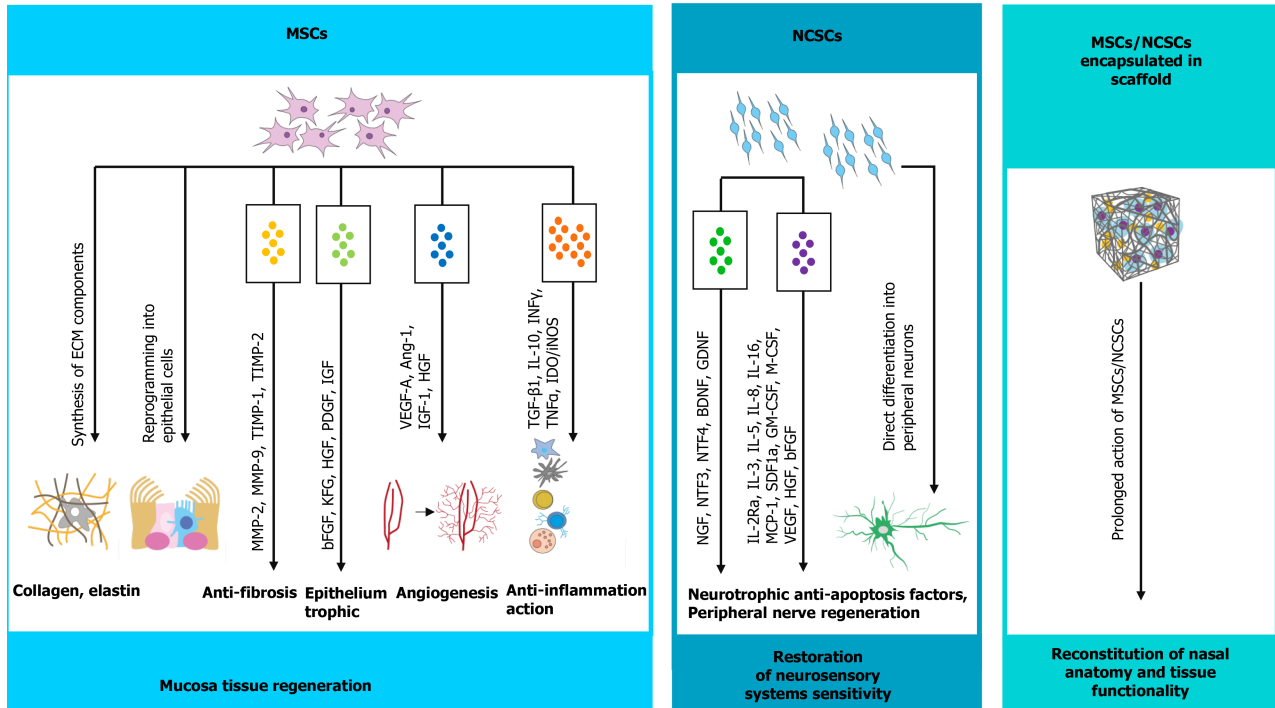 MSCs
Synthesis of ECM components
Reprogramming into
epithelial cells
MMP-2, MMP-9, TIMP-1, TIMP-2
bFGF, KFG, HGF, PDGF, IGF
VEGF-A, Ang-1,
IGF-1, HGF
TGF-β1, IL-10, INFγ,
TNFα, IDO/iNOS
Collagen, elastin
Anti-fibrosis
Epithelium
trophic
Angiogenesis
Anti-inflammation
action
Mucosa tissue regeneration
NCSCs
NGF, NTF3, NTF4, BDNF, GDNF
IL-2Ra, IL-3, IL-5, IL-8, IL-16,
MCP-1, SDF1a, GM-CSF, M-CSF,
VEGF, HGF, bFGF
Direct differentiation into
peripheral neurons
Neurotrophic anti-apoptosis factors,
Peripheral nerve regeneration
Restoration
of neurosensory
systems sensitivity
MSCs/NCSCs
encapsulated in
scaffold
Prolonged action of MSCs/NCSCs
Reconstitution of nasal
anatomy and tissue
functionality